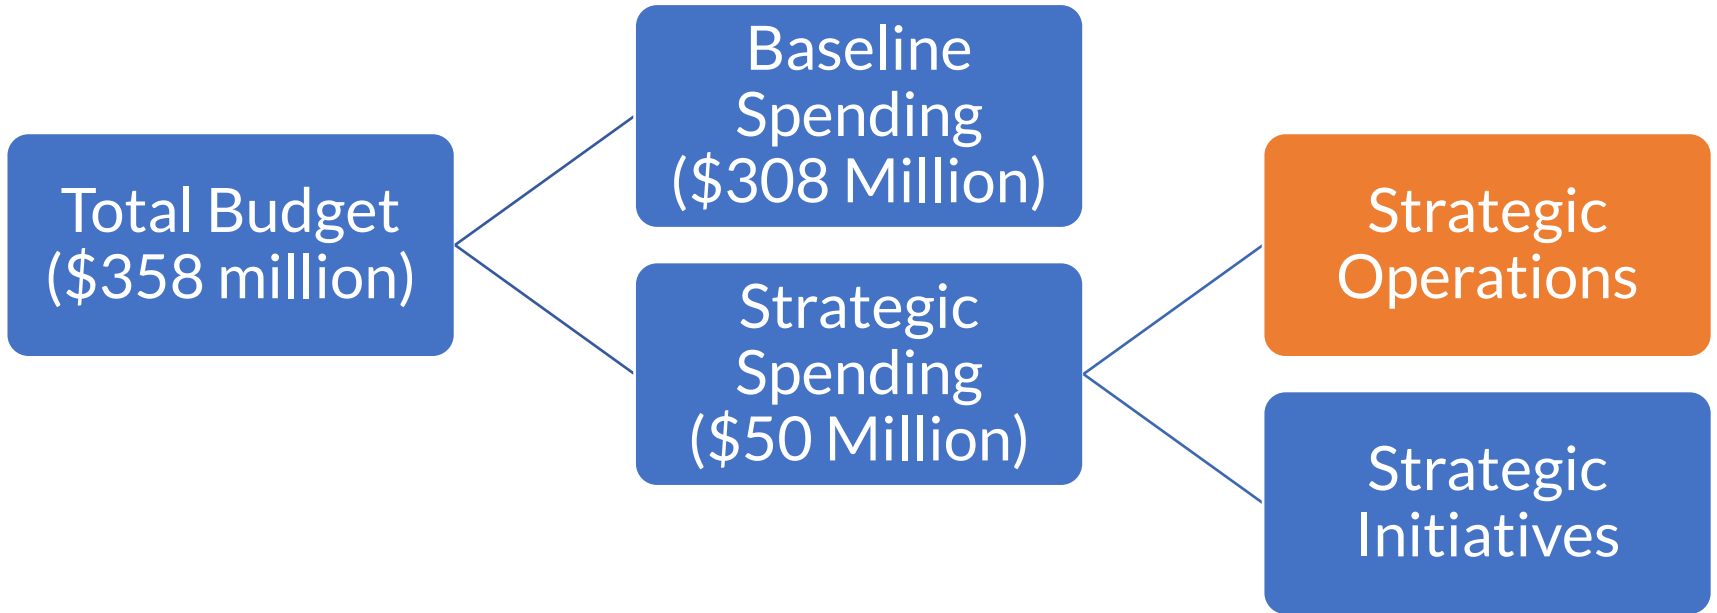 Total Budget
($358 million)
Baseline
Spending
($308 Million)
Strategic
Spending
($50 Million)
Strategic
Operations
Strategic
Initiatives